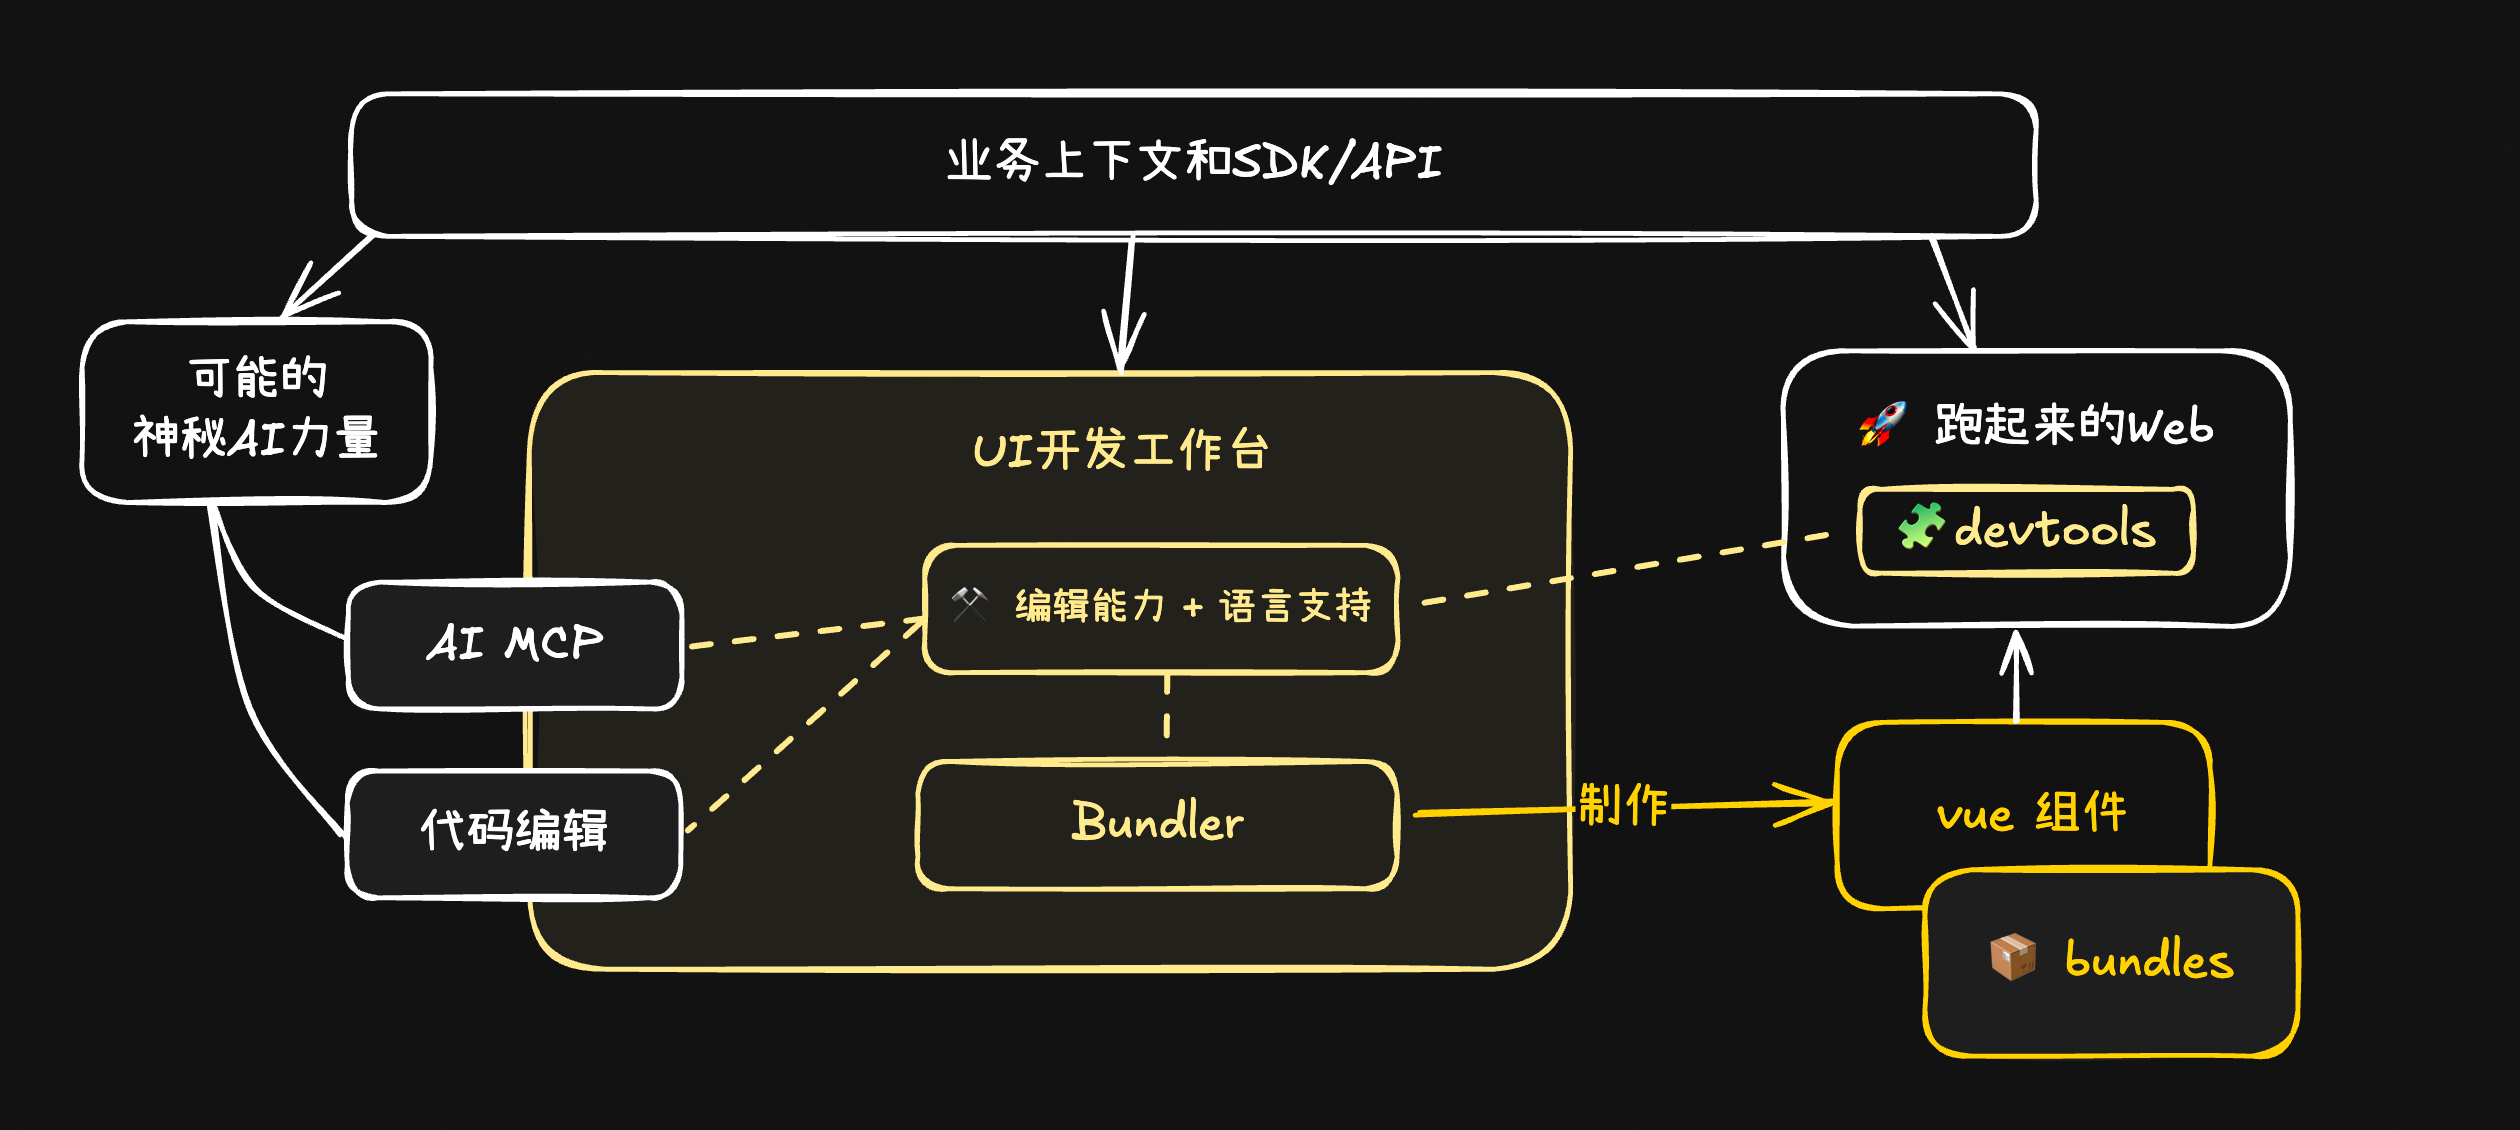 业务上下文和SDK/API
可能的
神秘AI力量
UI开发工作台
🚀 跑起来的Web
🧩devtools
⚒ 编辑能力 + 语言支持
AI MCP
代码编辑
Bundler
制作
vue 组件
📦 bundles